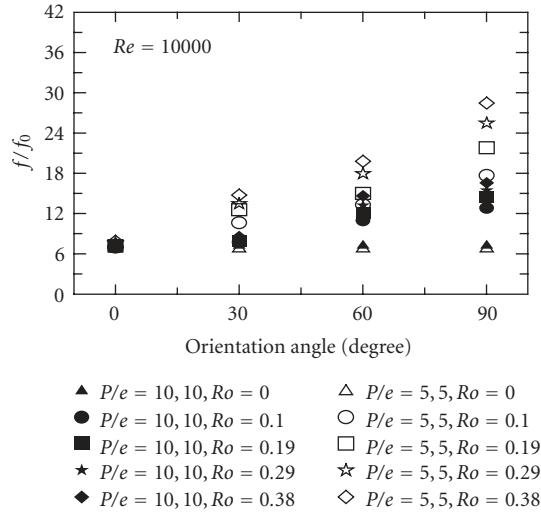 42
36
30
24
18
12
6
0
f/f0
Re = 10000
0 30 60 90
Orientation angle (degree)
P/e = 10, 10, Ro = 0
P/e = 10, 10, Ro = 0.1
P/e = 10, 10, Ro = 0.19
P/e = 10, 10, Ro = 0.29
P/e = 10, 10, Ro = 0.38
P/e = 5, 5, Ro = 0
P/e = 5, 5, Ro = 0.1
P/e = 5, 5, Ro = 0.19
P/e = 5, 5, Ro = 0.29
P/e = 5, 5, Ro = 0.38